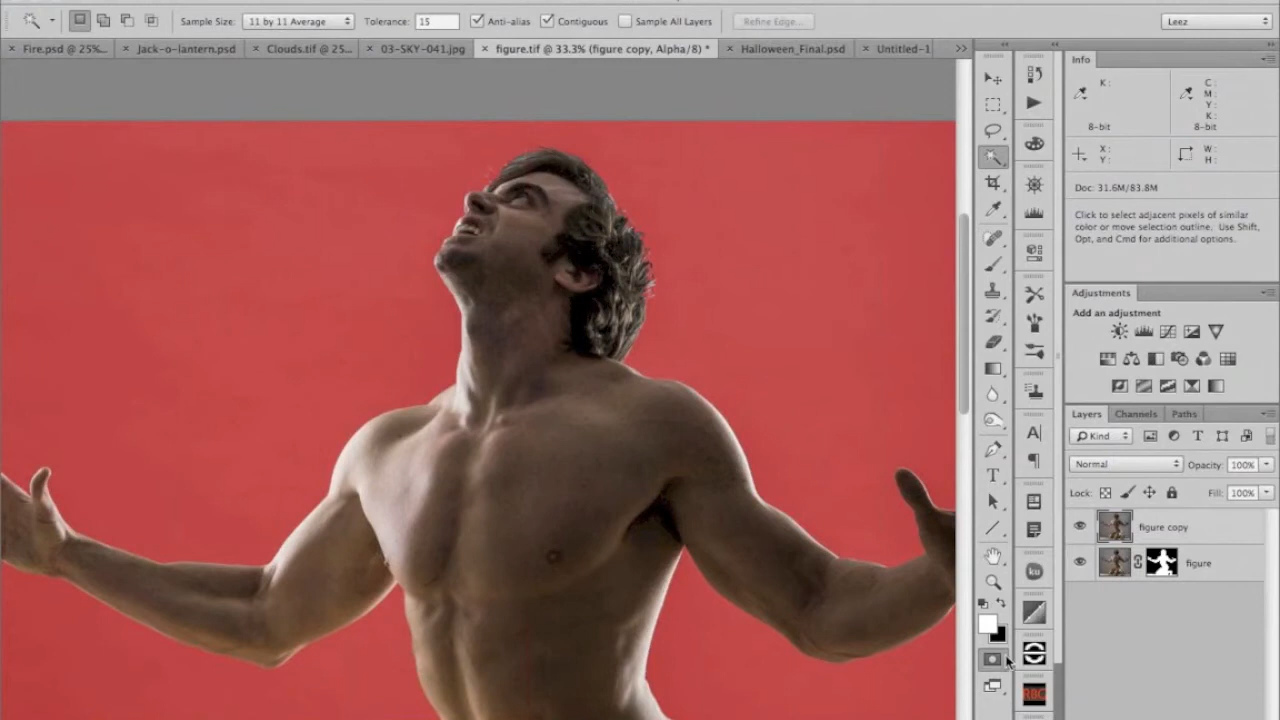 Sample Size: 11 by 11 Average Tolerance: 15 Anti-alias Contiguous Sample All Layers Refine Edge... Leez
× Fire.psd @ 25%... × Jack-o-lantern.psd × Clouds.tif @ 25... × 03-SKY-041.jpg × figure.tif @ 33.3% (figure copy, Alpha/8) * × Halloween_Final.psd × Untitled-1 >>
Info
K:
C:
M:
Y:
K:
8-bit 8-bit
X:
Y:
W:
H:
Doc: 31.6M/83.8M
Click to select adjacent pixels of similar
color or move selection outline. Use Shift,
Opt, and Cmd for additional options.
Adjustments
Add an adjustment
Layers Channels Paths
Kind T
Normal Opacity: 100%
Lock: Fill: 100%
figure copy
figure
A
T
ku
RBG